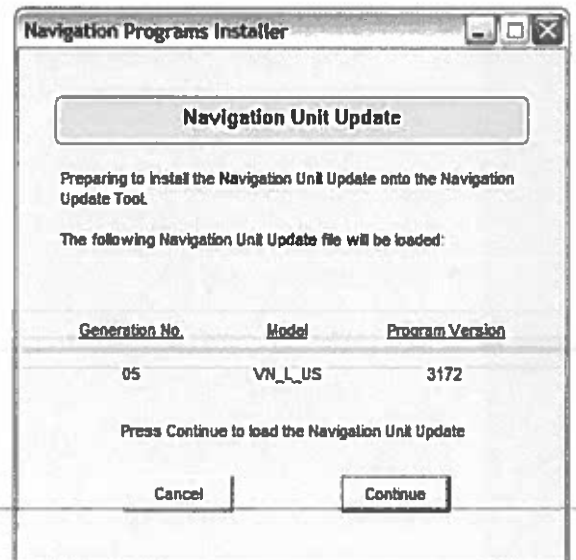 Navigation Programs Installer
Navigation Unit Update
Preparing to install the Navigation Unit Update onto the Navigation
Update Tool.
The following Navigation Unit Update file will be loaded:
Generation No. Model Program Version
05 VN_L_US 3172
Press Continue to load the Navigation Unit Update
Cancel Continue